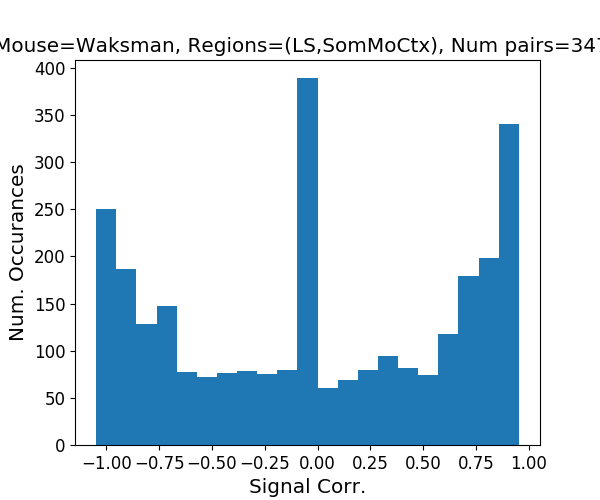 Mouse=Waksman, Regions=(LS,SomMoCtx), Num pairs=347
400
350
300
250
200
150
100
50
0
Num. Occurances
−1.00 −0.75 −0.50 −0.25 0.00 0.25 0.50 0.75 1.00
Signal Corr.